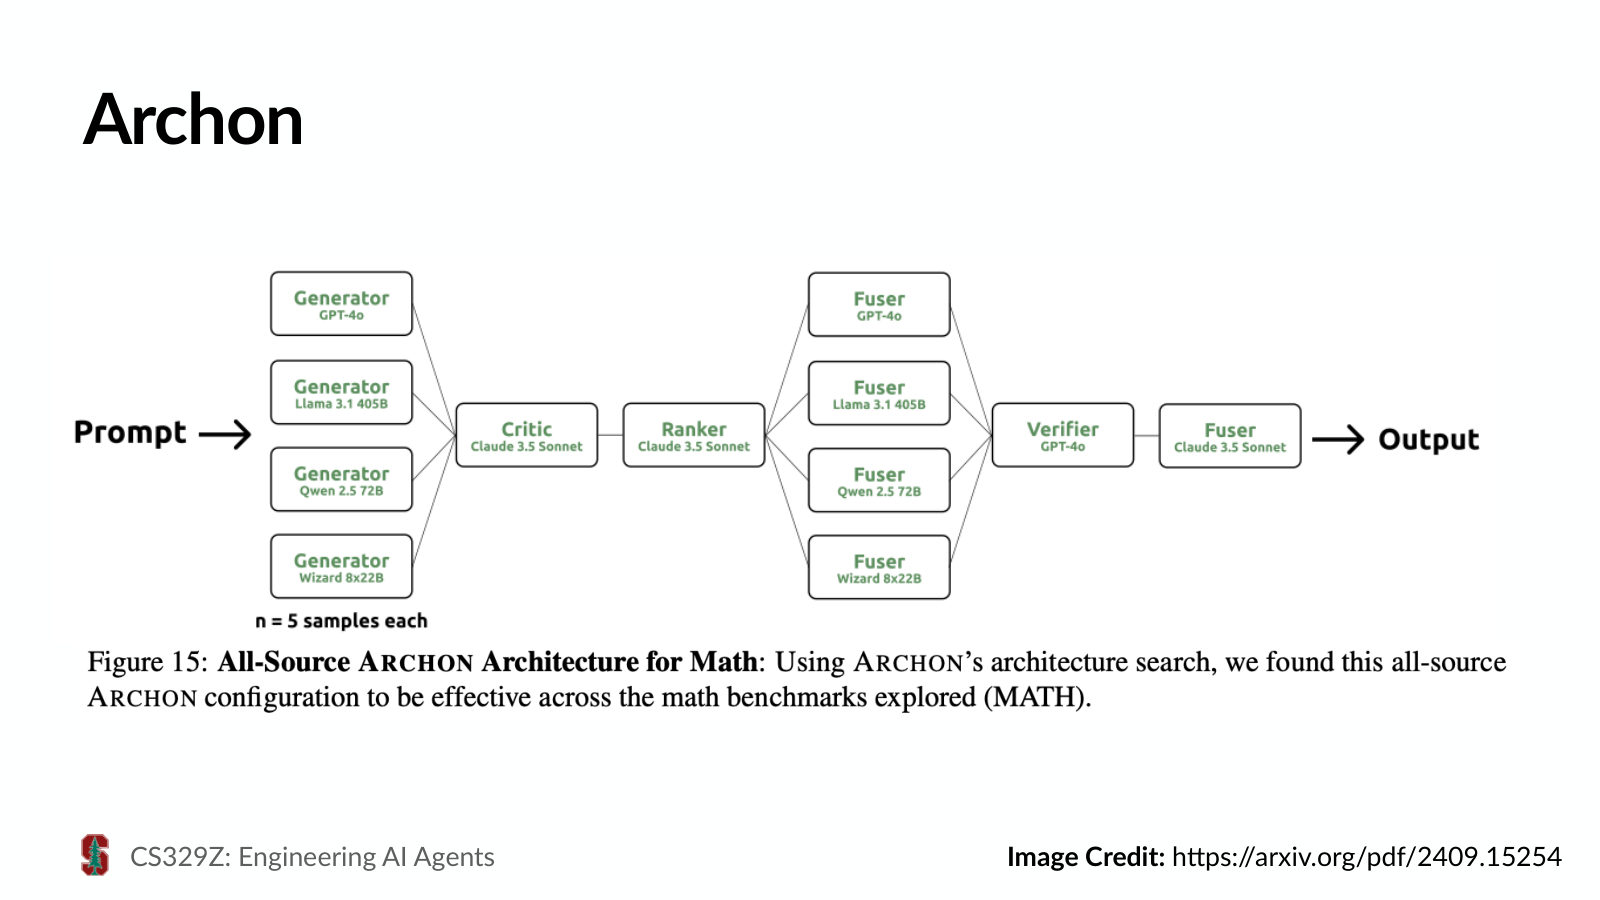 Archon
Prompt
Generator
GPT-4o
Generator
Llama 3.1 405B
Generator
Qwen 2.5 72B
Generator
Wizard 8x22B
n = 5 samples each
Critic
Claude 3.5 Sonnet
Ranker
Claude 3.5 Sonnet
Fuser
GPT-4o
Fuser
Llama 3.1 405B
Fuser
Qwen 2.5 72B
Fuser
Wizard 8x22B
Verifier
GPT-4o
Fuser
Claude 3.5 Sonnet
Output
Figure 15: All-Source ARCHON Architecture for Math: Using ARCHON’s architecture search, we found this all-source
ARCHON configuration to be effective across the math benchmarks explored (MATH).
CS329Z: Engineering AI Agents
Image Credit: https://arxiv.org/pdf/2409.15254